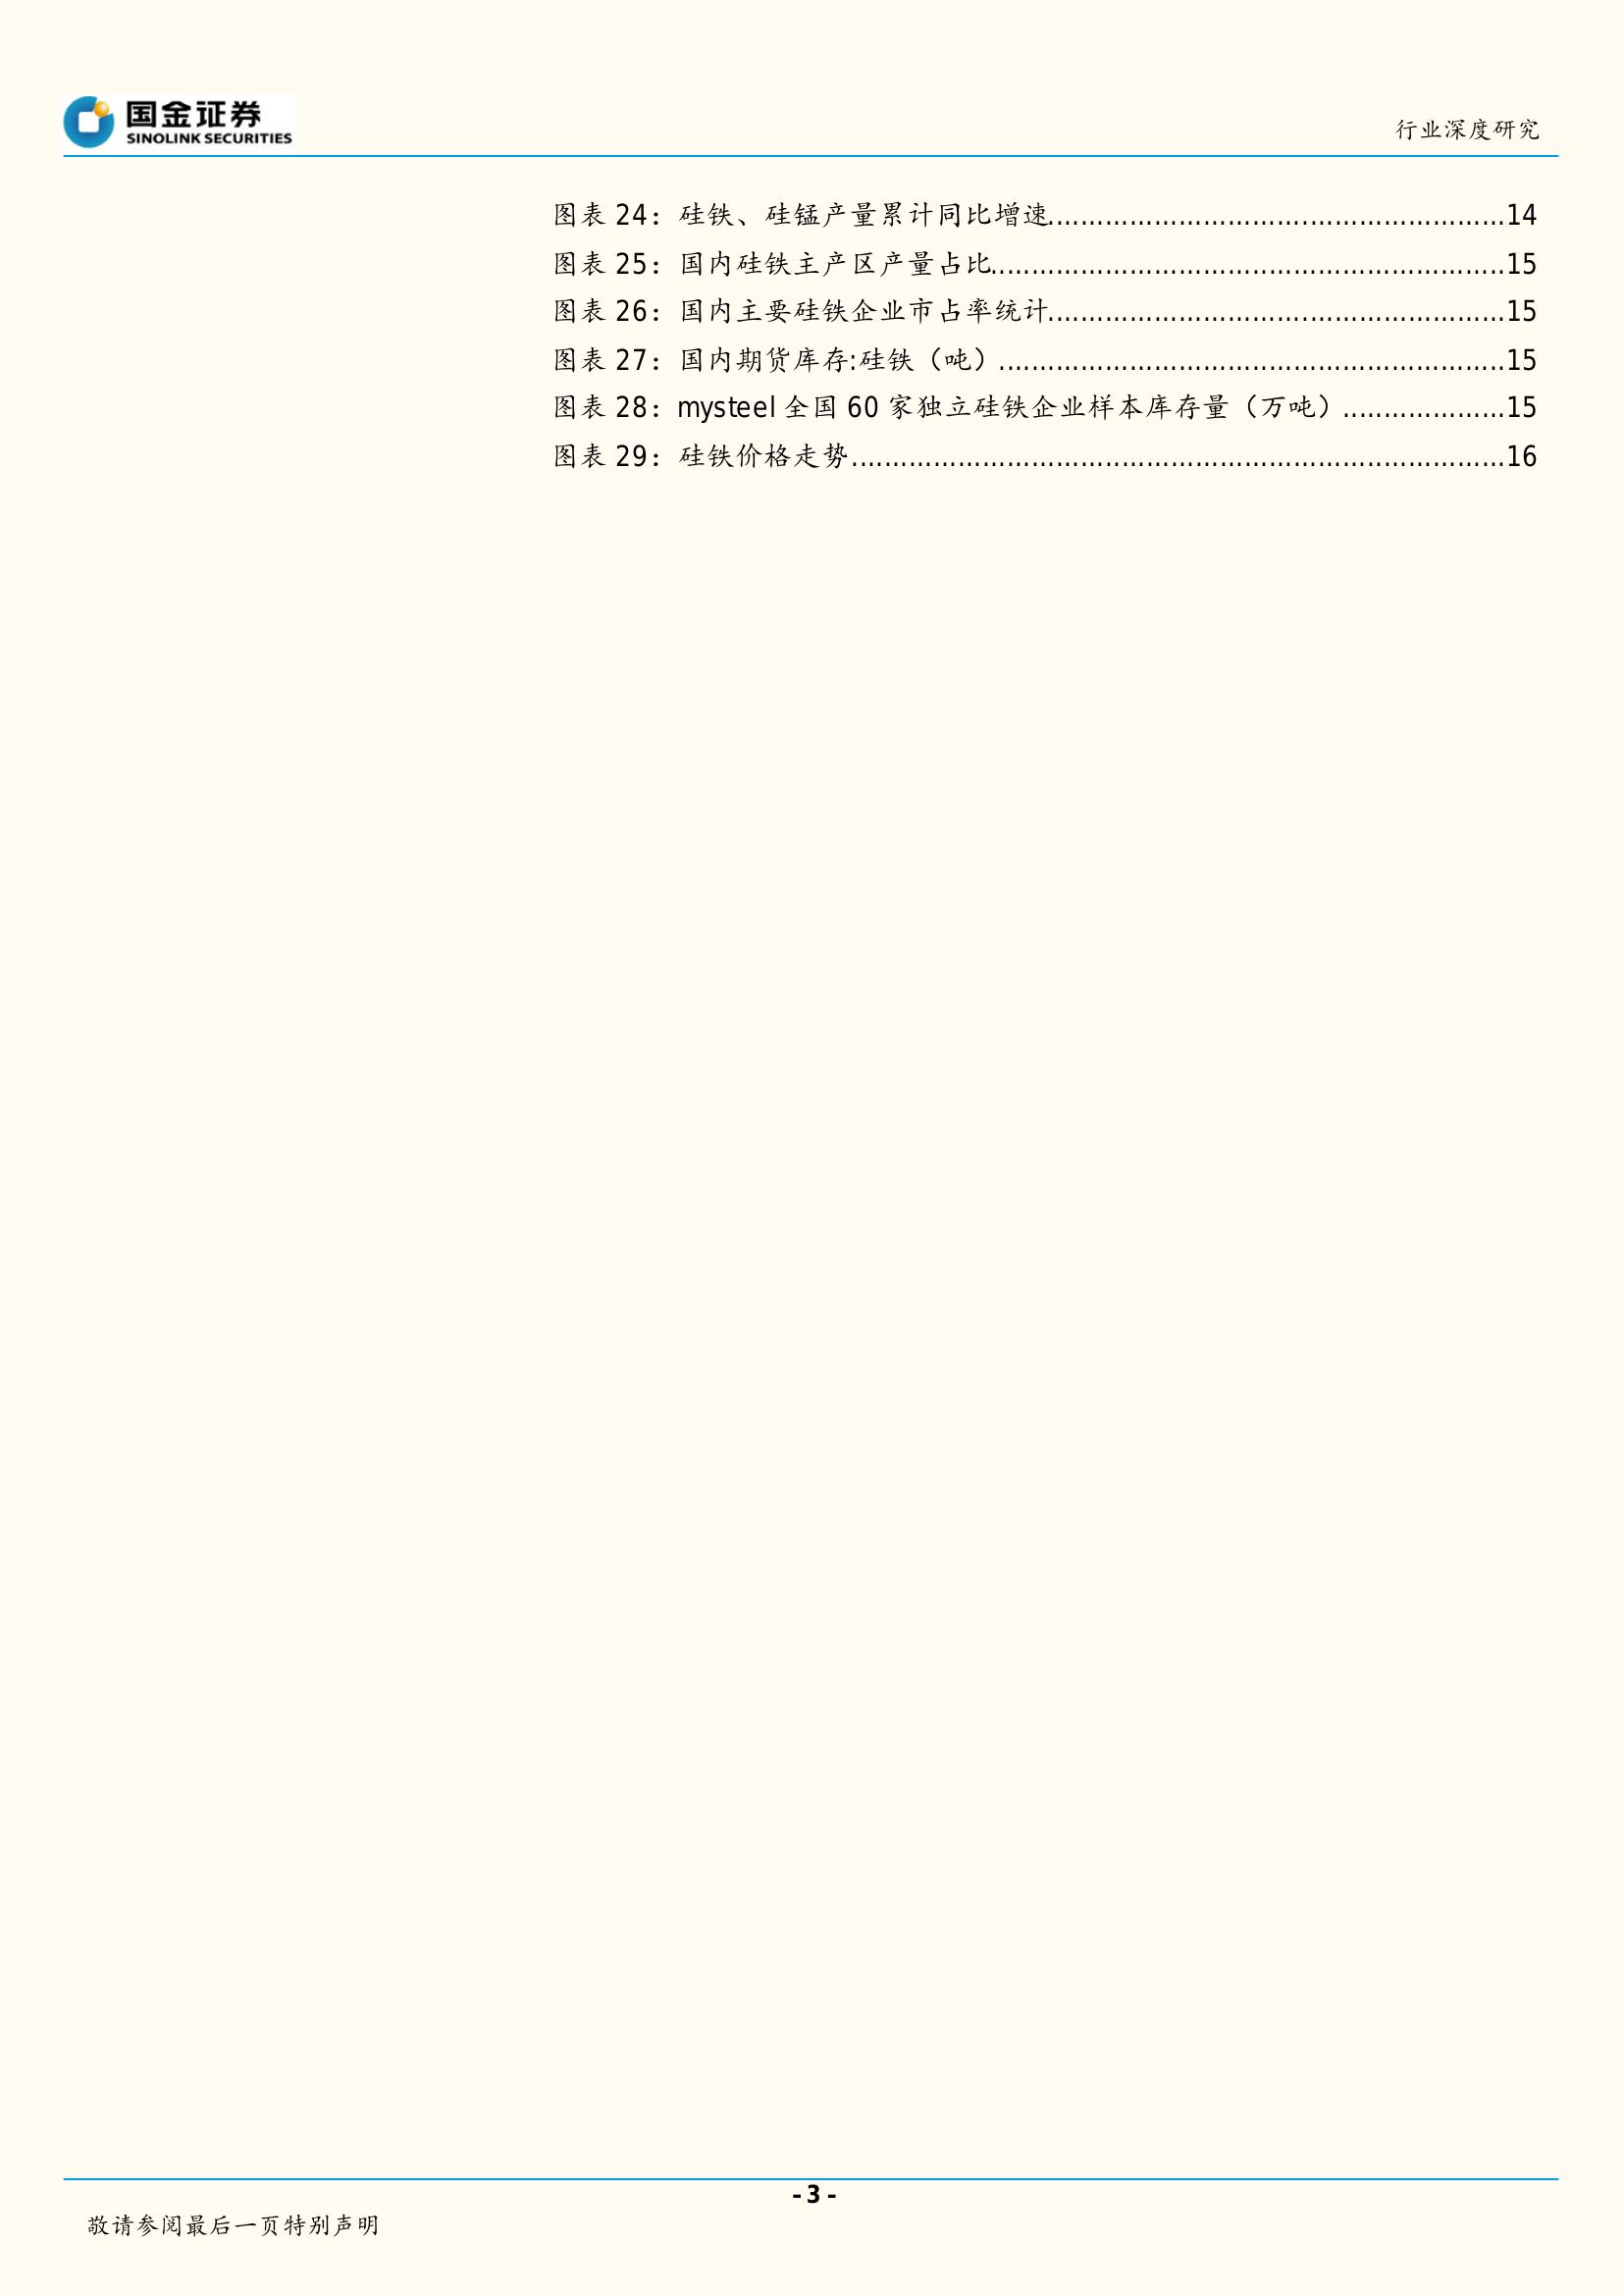 国金证券
SINOLINK SECURITIES
行业深度研究
图表 24：硅铁、硅锰产量累计同比增速........................................................14
图表 25：国内硅铁主产区产量占比...............................................................15
图表 26：国内主要硅铁企业市占率统计........................................................15
图表 27：国内期货库存:硅铁（吨）..............................................................15
图表 28：mysteel 全国 60 家独立硅铁企业样本库存量（万吨）....................15
图表 29：硅铁价格走势................................................................................16
- 3 -
敬请参阅最后一页特别声明